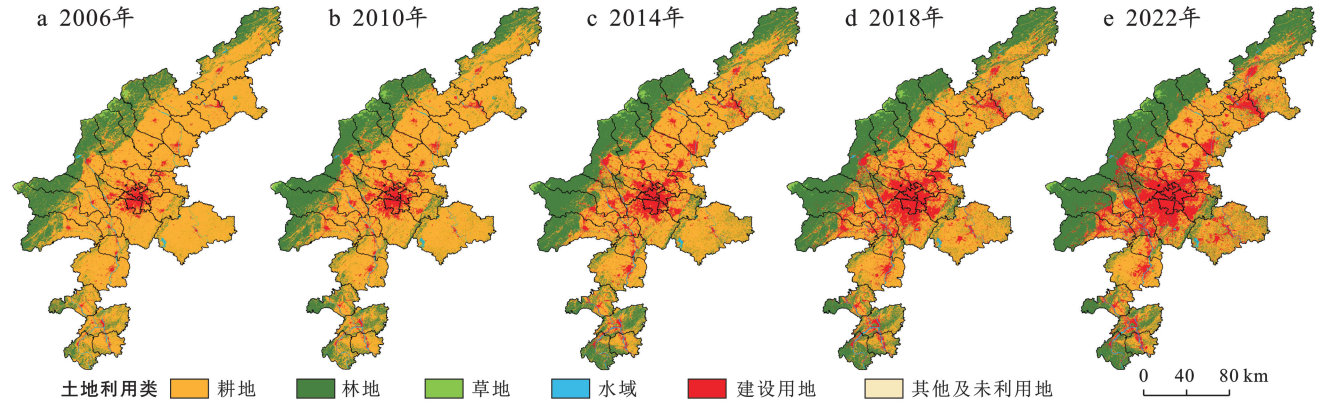 a 2006年
b 2010年
c 2014年
d 2018年
e 2022年
土地利用类 耕地 林地 草地 水域 建设用地 其他及未利用地
0 40 80 km